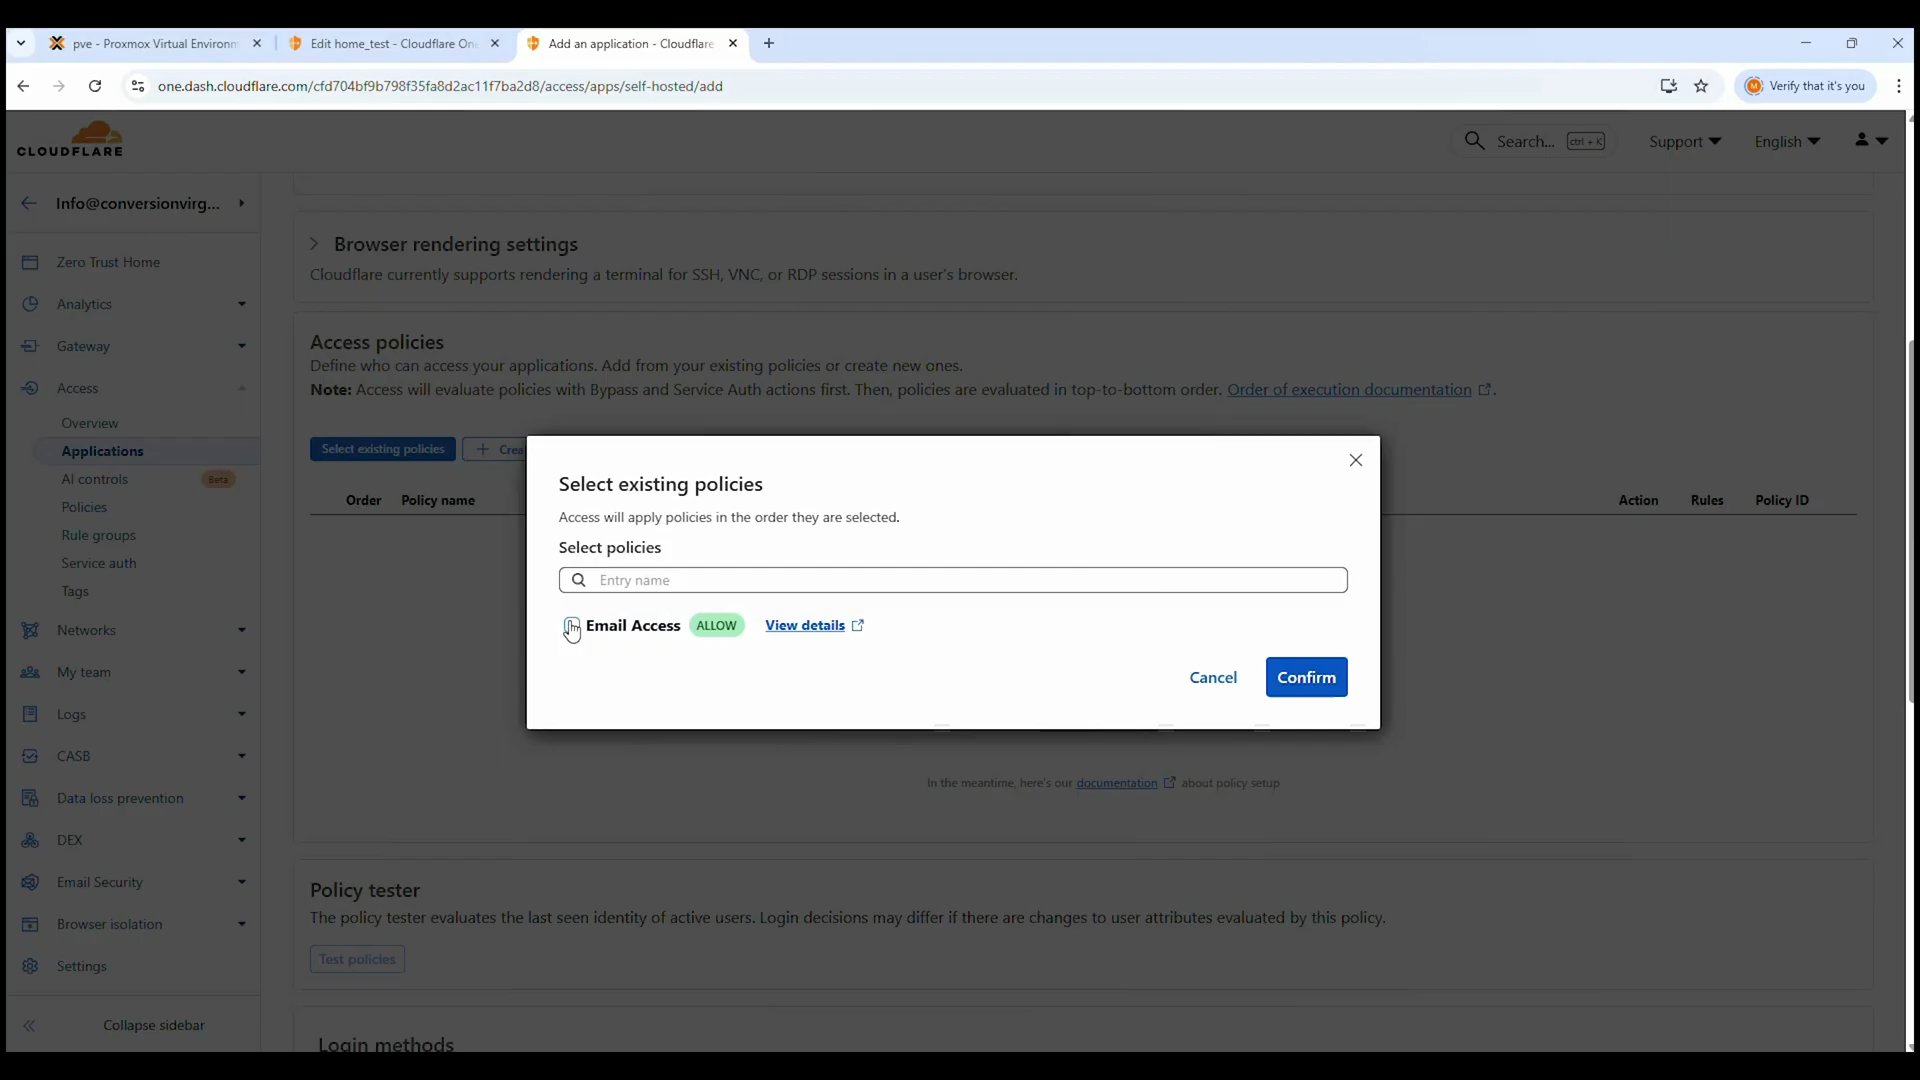 pve - Proxmox Virtual Environm
Edit home_test - Cloudflare One
Add an application - Cloudflare
one.dash.cloudflare.com/cfd704bf9b798f35fa8d2ac11f7ba2d8/access/apps/self-hosted/add
Verify that it's you
CLOUDFLARE
Search... ctrl + K
Support
English
Info@conversionvirg...
Zero Trust Home
Analytics
Gateway
Access
Overview
Applications
AI controls Beta
Policies
Rule groups
Service auth
Tags
Networks
My team
Logs
CASB
Data loss prevention
DEX
Email Security
Browser isolation
Settings
Collapse sidebar
Browser rendering settings
Cloudflare currently supports rendering a terminal for SSH, VNC, or RDP sessions in a user's browser.
Access policies
Define who can access your applications. Add from your existing policies or create new ones.
Note: Access will evaluate policies with Bypass and Service Auth actions first. Then, policies are evaluated in top-to-bottom order. Order of execution documentation.
Select existing policies
+ Crea
Order Policy name Action Rules Policy ID
Select existing policies
Access will apply policies in the order they are selected.
Select policies
Entry name
Email Access ALLOW View details
Cancel Confirm
In the meantime, here's our documentation about policy setup
Policy tester
The policy tester evaluates the last seen identity of active users. Login decisions may differ if there are changes to user attributes evaluated by this policy.
Test policies
Login methods